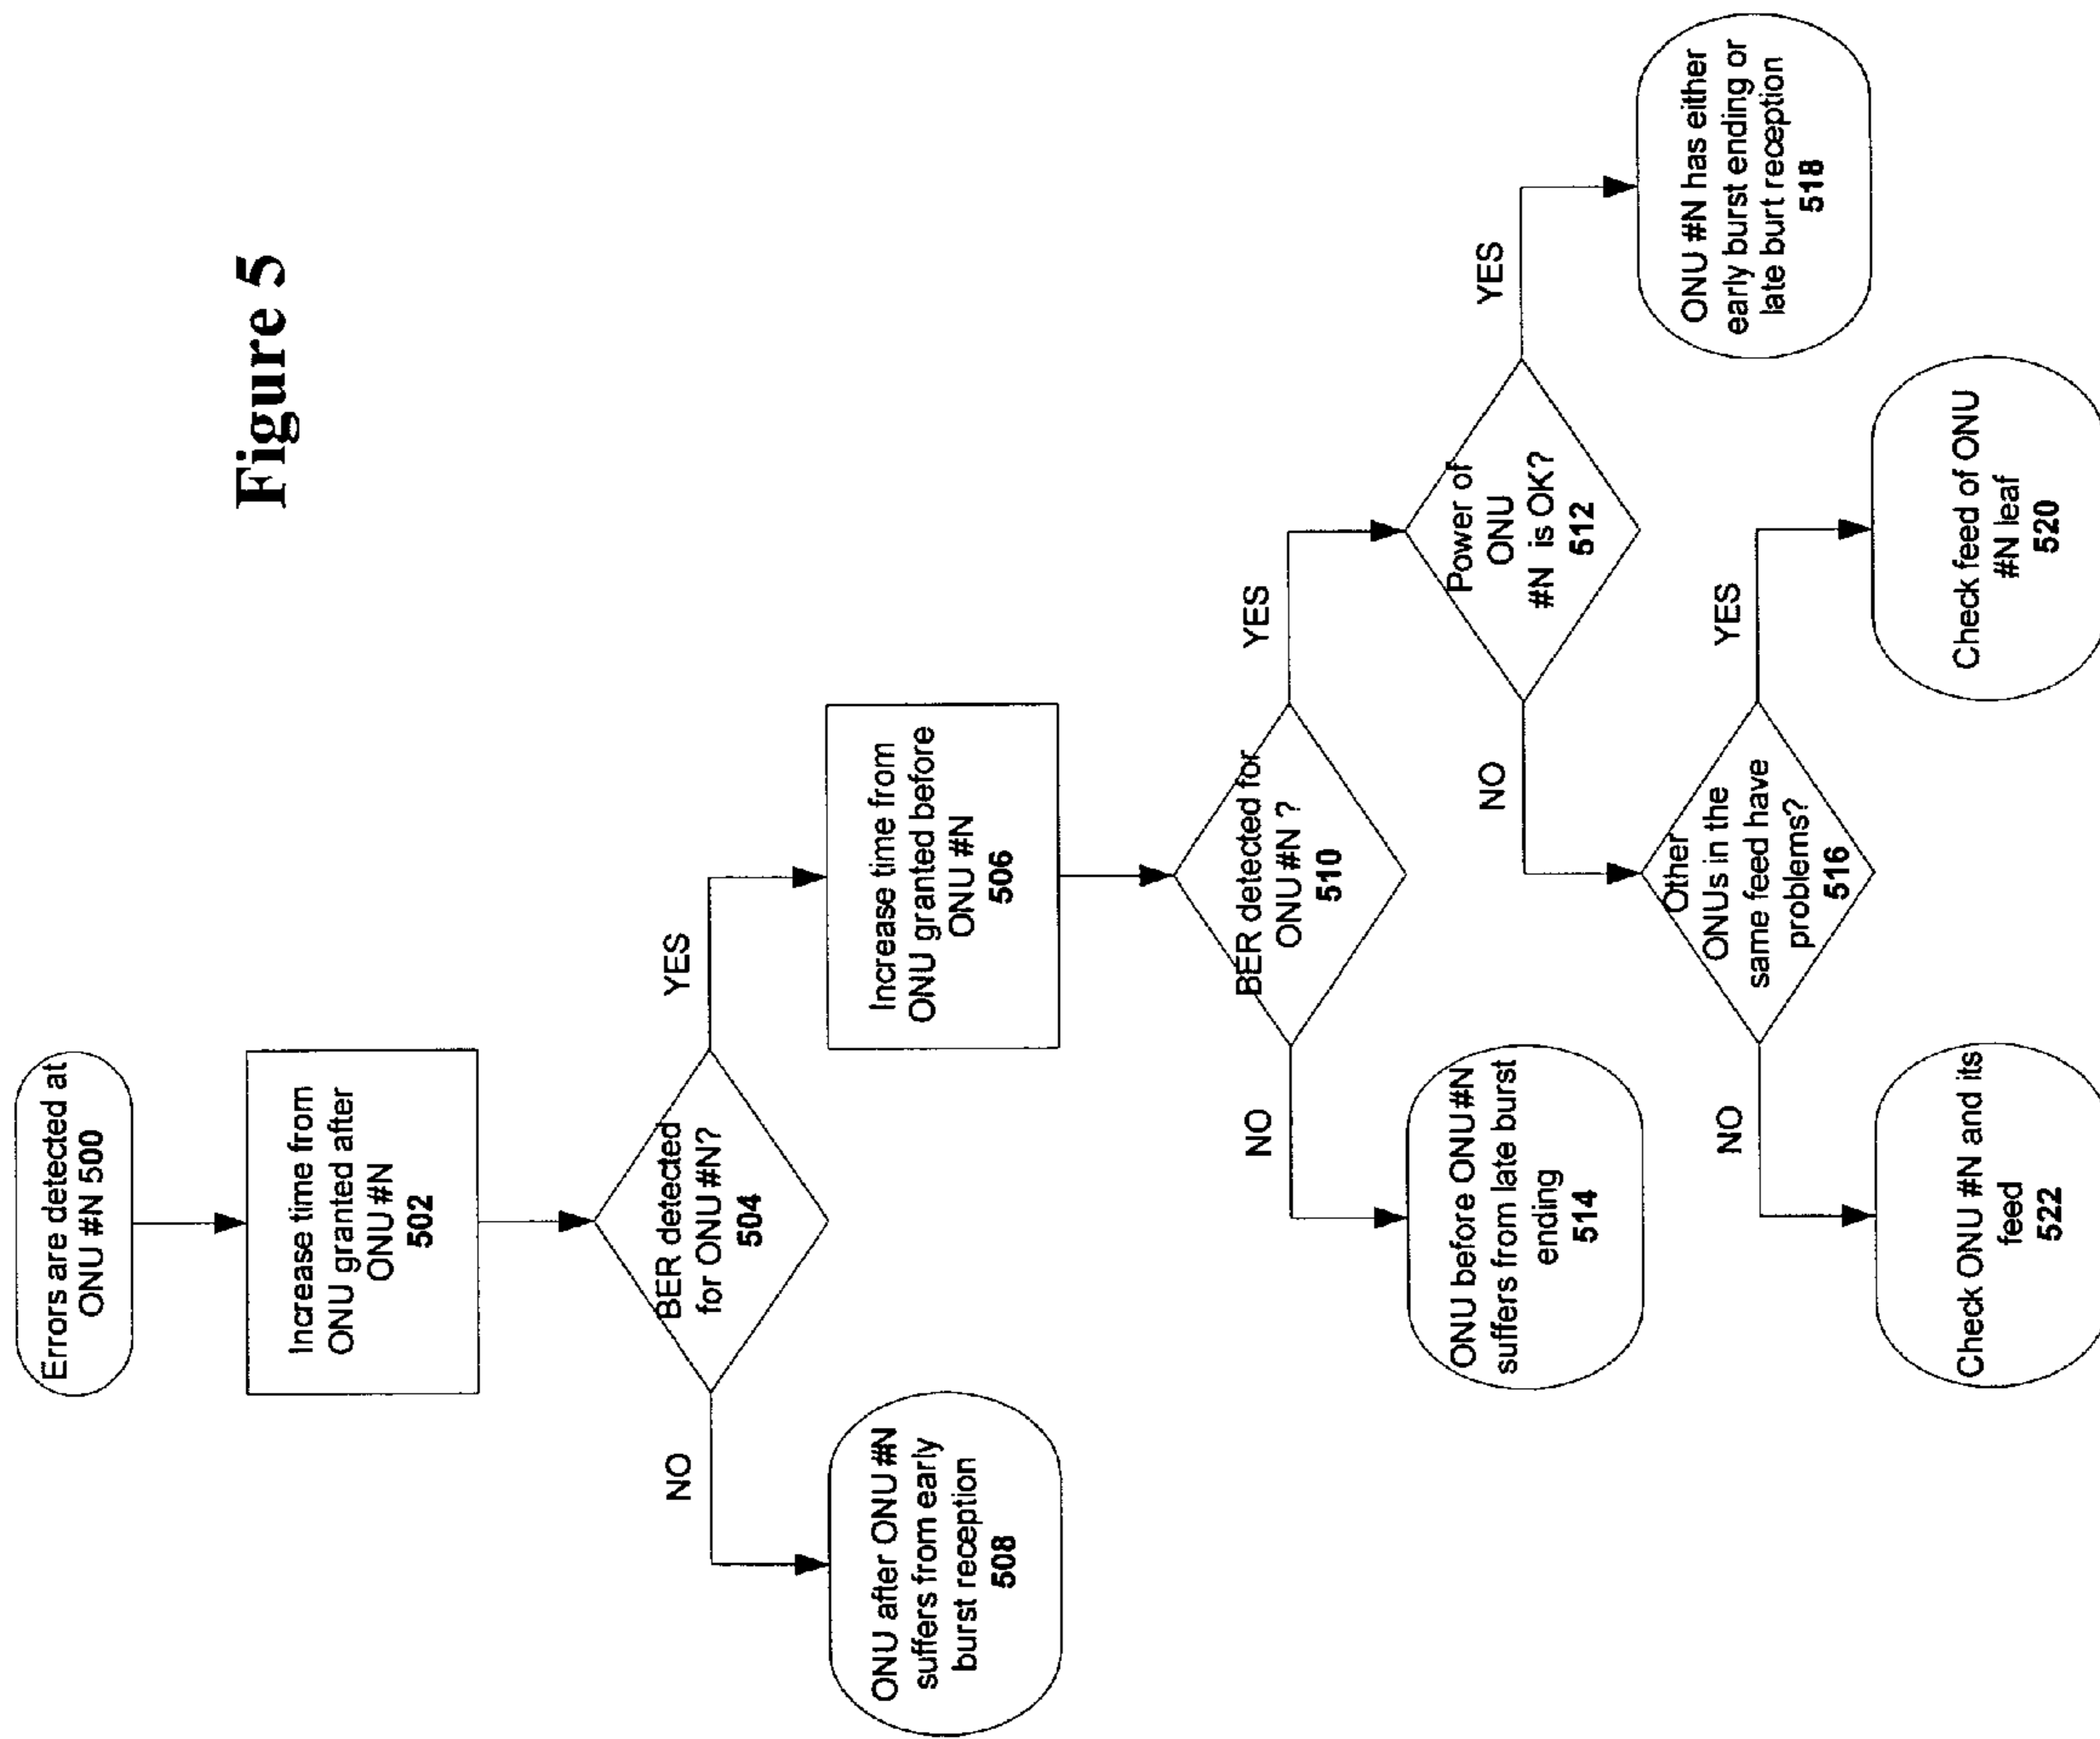 Figure 5
Errors are detected at
ONU #N 500
Increase time from
ONU granted after
ONU #N
502
BER detected
for ONU #N?
504
NO
YES
ONU after ONU #N
suffers from early
burst reception
508
Increase time from
ONU granted before
ONU #N
506
BER detected for
ONU #N ?
510
NO
YES
ONU before ONU #N
suffers from late burst
ending
514
Power of
ONU
#N is OK?
512
NO
YES
Other
ONUs in the
same feed have
problems?
516
ONU #N has either
early burst ending or
late burt reception
518
NO
YES
Check ONU #N and its
feed
522
Check feed of ONU
#N leaf
520